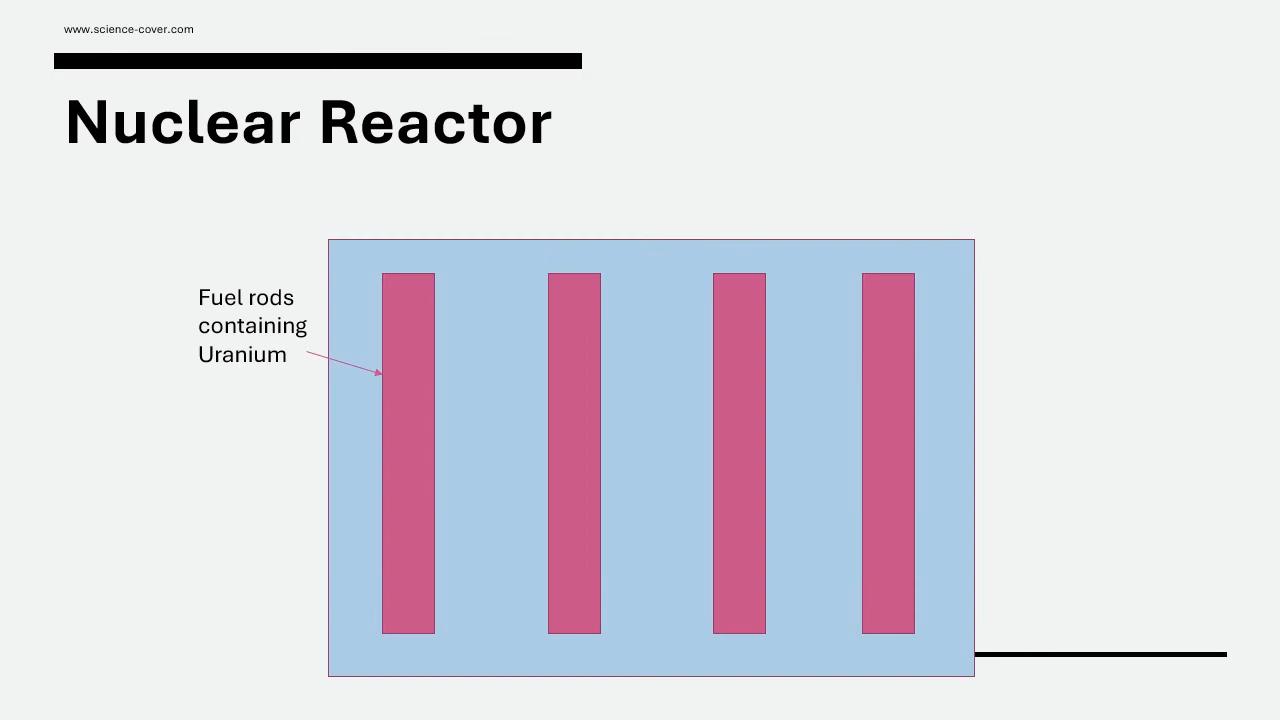 www.science-cover.com
Nuclear Reactor
Fuel rods
containing
Uranium